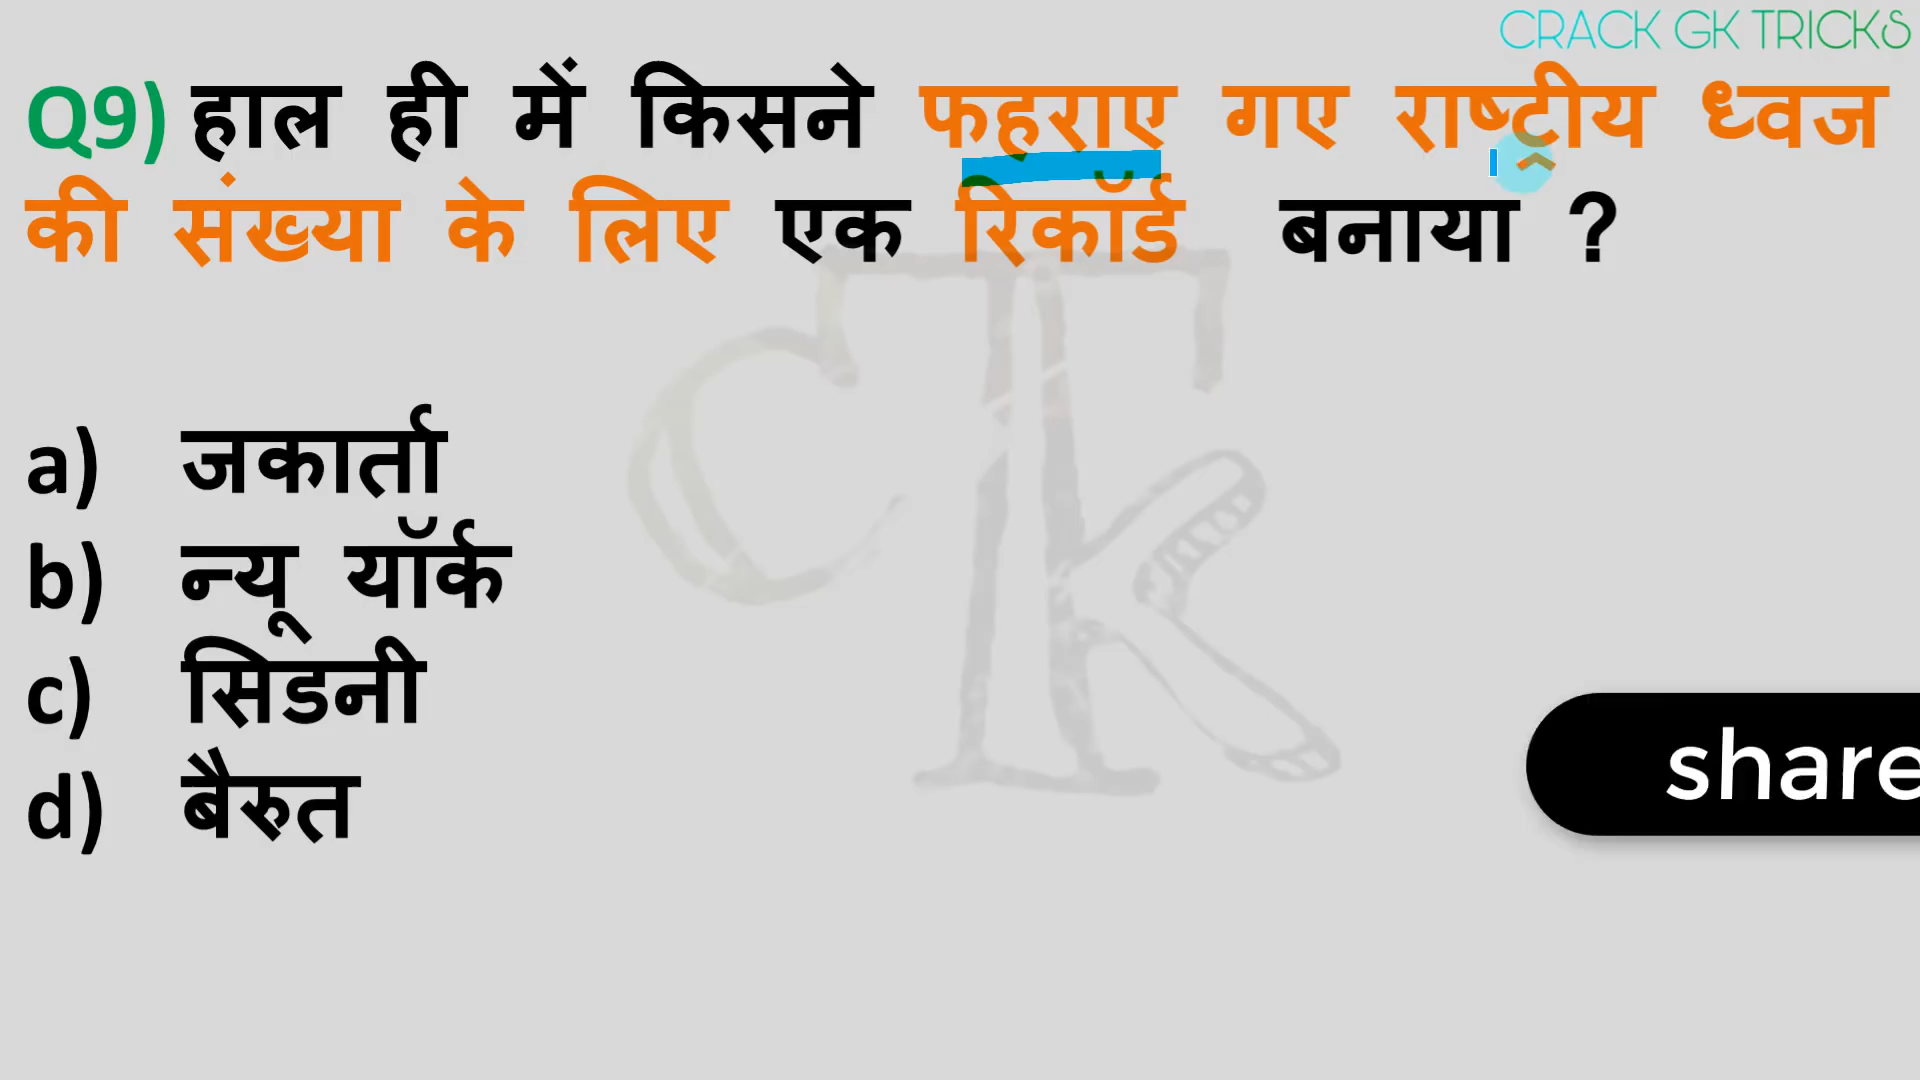 CRACK GK TRICKS
Q9) हाल ही में किसने फहराए गए राष्ट्रीय ध्वज
की संख्या के लिए एक रिकॉर्ड बनाया ?
a) जकार्ता
b) न्यू यॉर्क
c) सिडनी
d) बैरुत
share